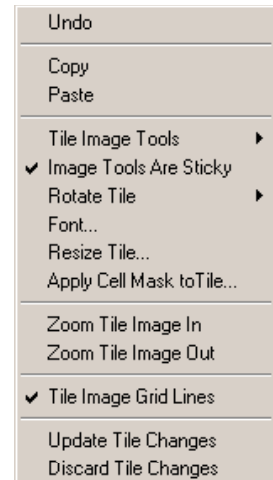 Undo
Copy
Paste
Tile Image Tools
Image Tools Are Sticky
Rotate Tile
Font...
Resize Tile...
Apply Cell Mask toTile...
Zoom Tile Image In
Zoom Tile Image Out
Tile Image Grid Lines
Update Tile Changes
Discard Tile Changes